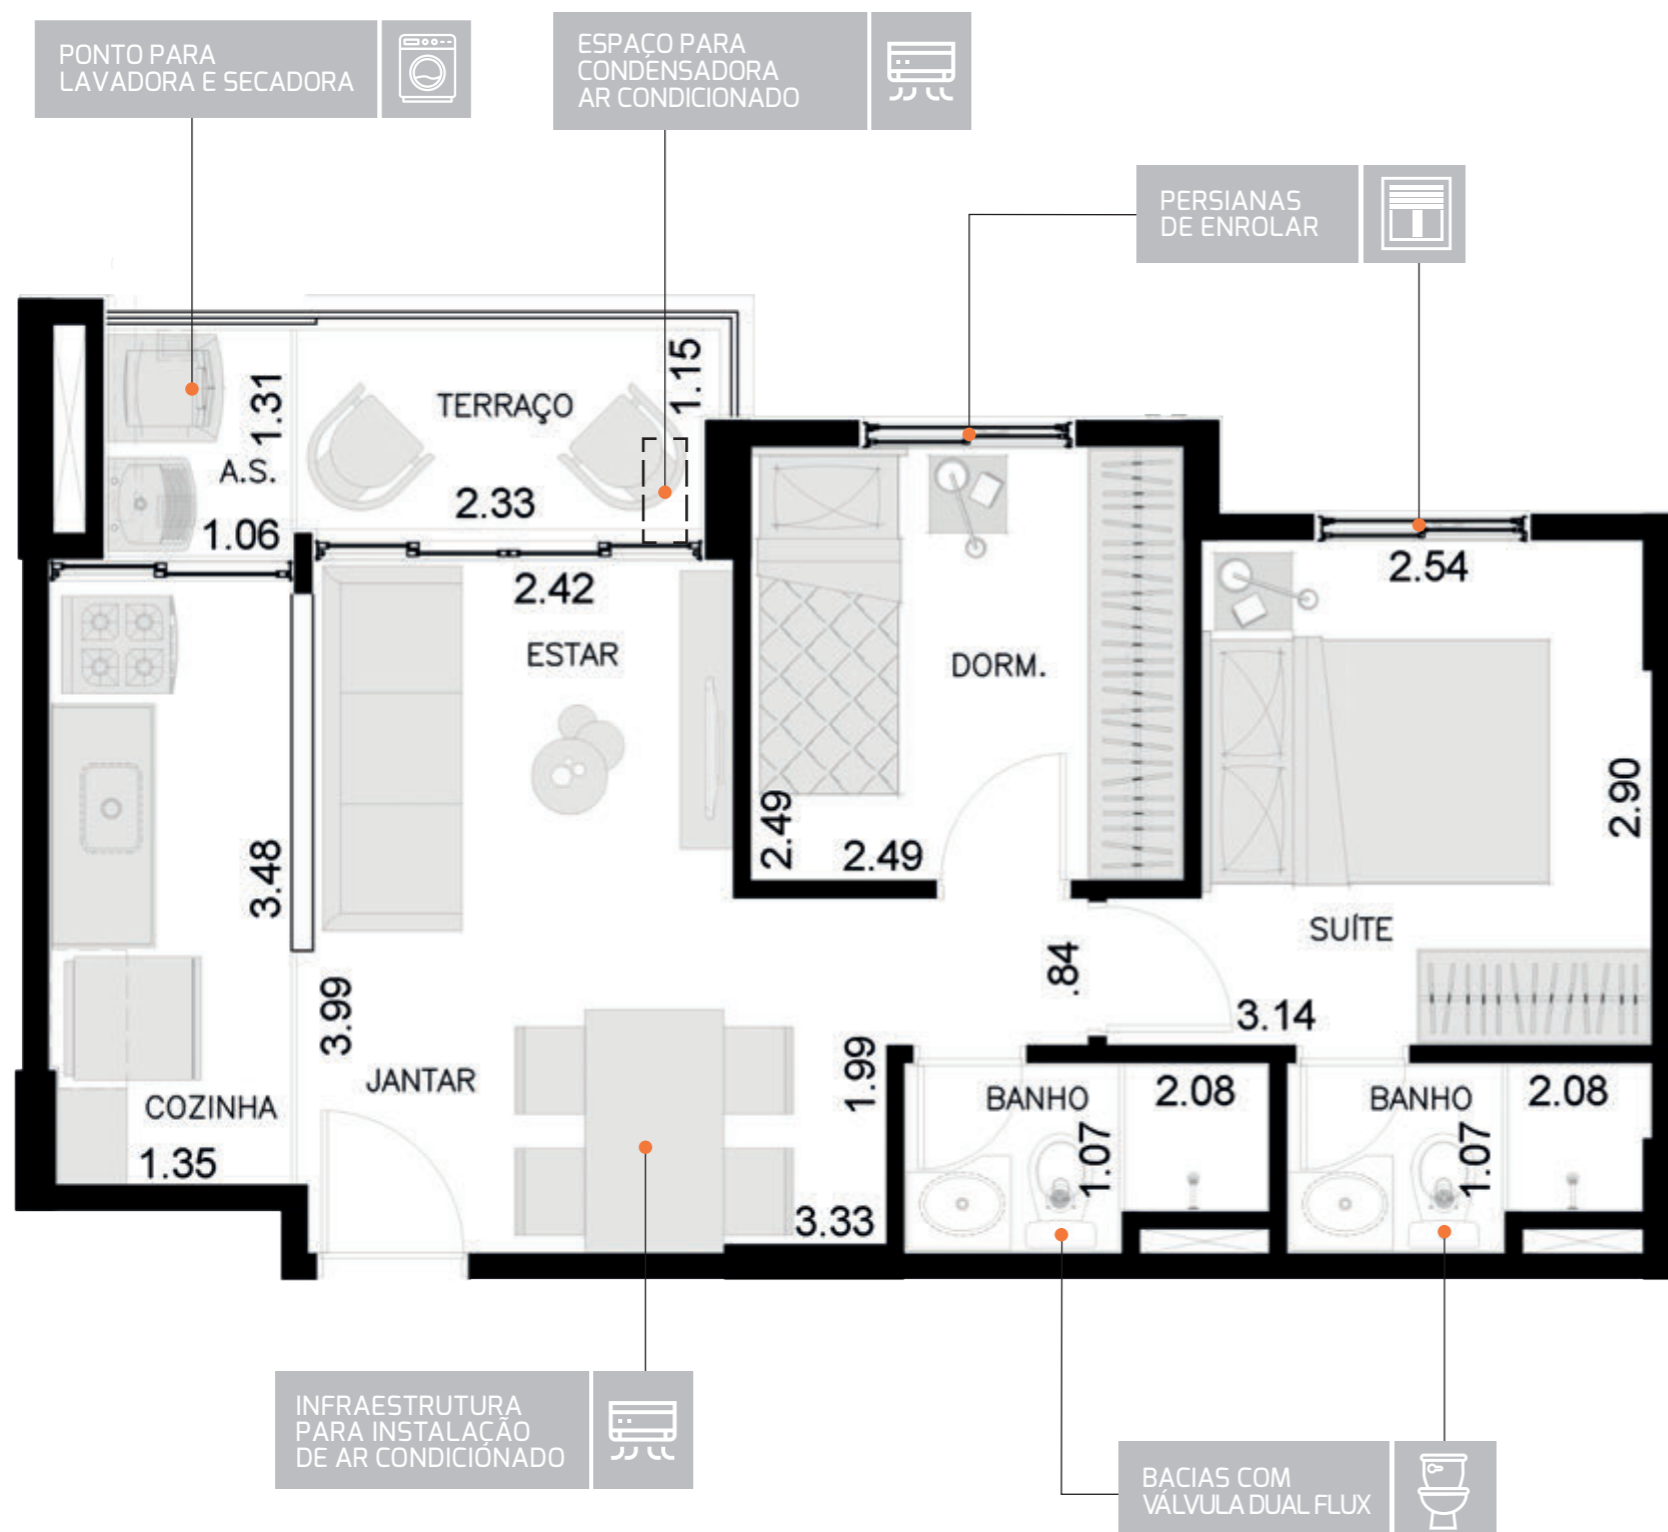 PONTO PARA
LAVADORA E SECADORA
ESPAÇO PARA
CONDENSADORA
AR CONDICIONADO
PERSIANAS
DE ENROLAR
1.31
A.S.
1.06
TERRAÇO
1.15
2.33
2.42
ESTAR
DORM.
2.49
2.49
2.54
2.90
SUÍTE
3.14
3.48
3.99
.84
1.99
JANTAR
COZINHA
1.35
3.33
BANHO
2.08
1.07
BANHO
2.08
1.07
INFRAESTRUTURA
PARA INSTALAÇÃO
DE AR CONDICIÓNADO
BACIAS COM
VÁLVULA DUAL FLUX